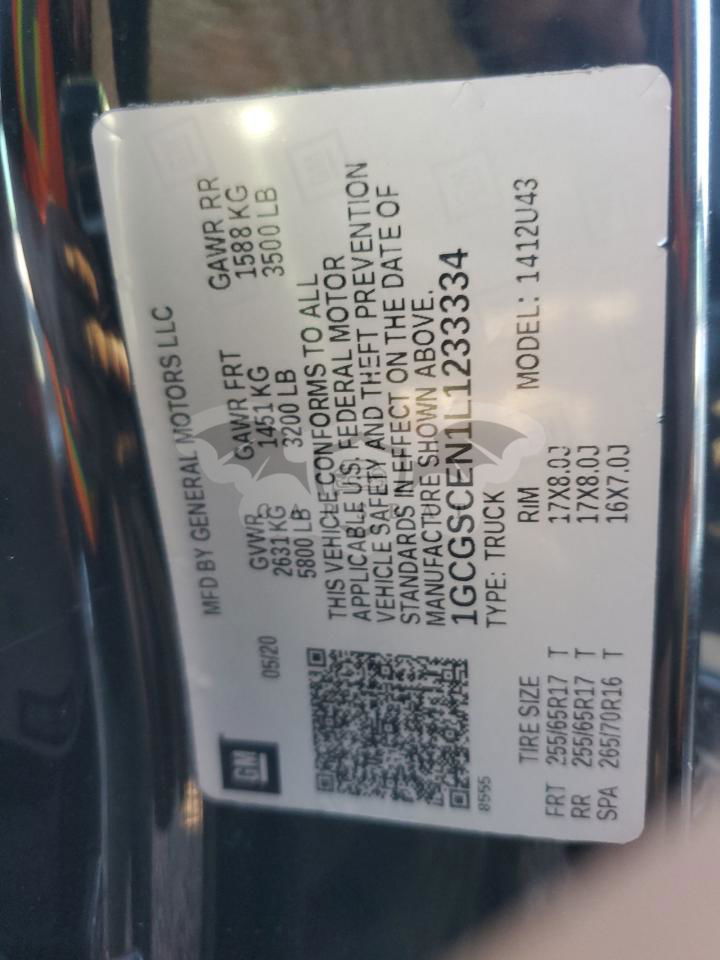 GM
05/20
MFD BY GENERAL MOTORS LLC
GVWR GAWR FRT GAWR RR
2631 KG 1451 KG 1588 KG
5800 LB 3200 LB 3500 LB
THIS VEHICLE CONFORMS TO ALL
APPLICABLE U.S. FEDERAL MOTOR
VEHICLE SAFETY AND THEFT PREVENTION
STANDARDS IN EFFECT ON THE DATE OF
MANUFACTURE SHOWN ABOVE.
1GCGSCEN1L1233334
8555
TYPE: TRUCK MODEL: 1412U43
TIRE SIZE RIM
FRT 255/65R17 T 17X8.0J
RR 255/65R17 T 17X8.0J
SPA 265/70R16 T 16X7.0J